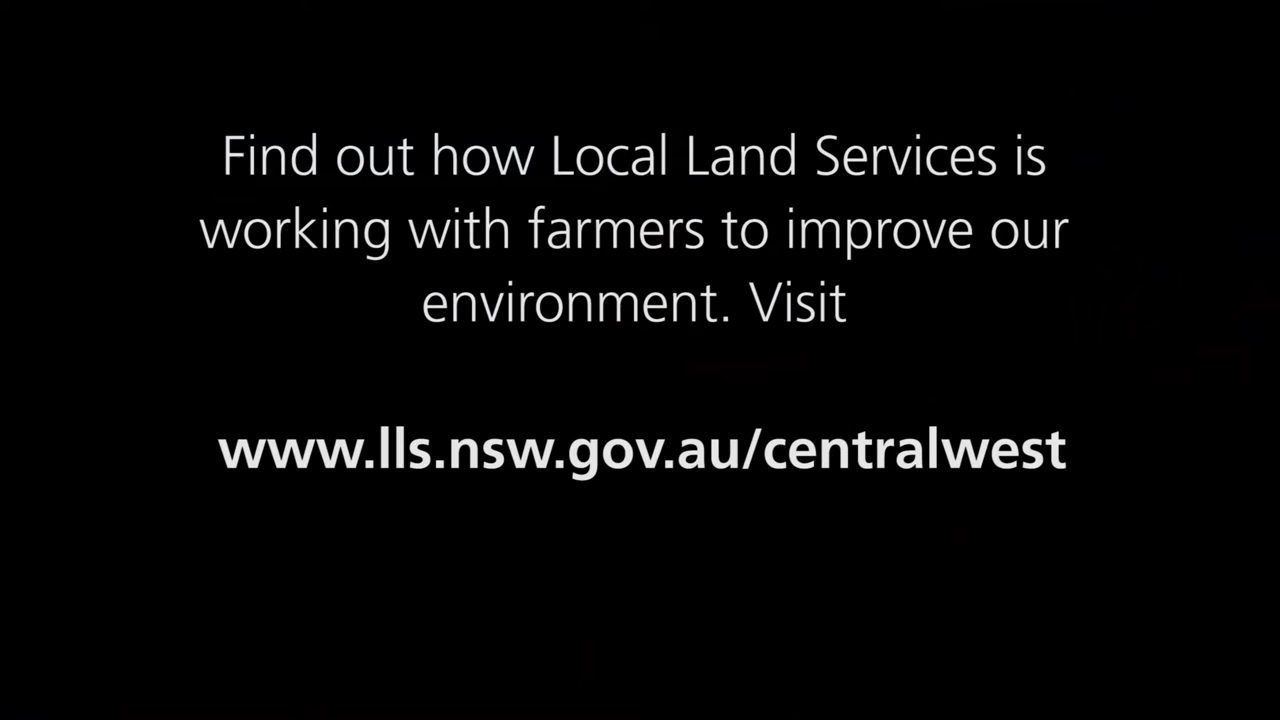 Find out how Local Land Services is
working with farmers to improve our
environment. Visit
www.lls.nsw.gov.au/centralwest